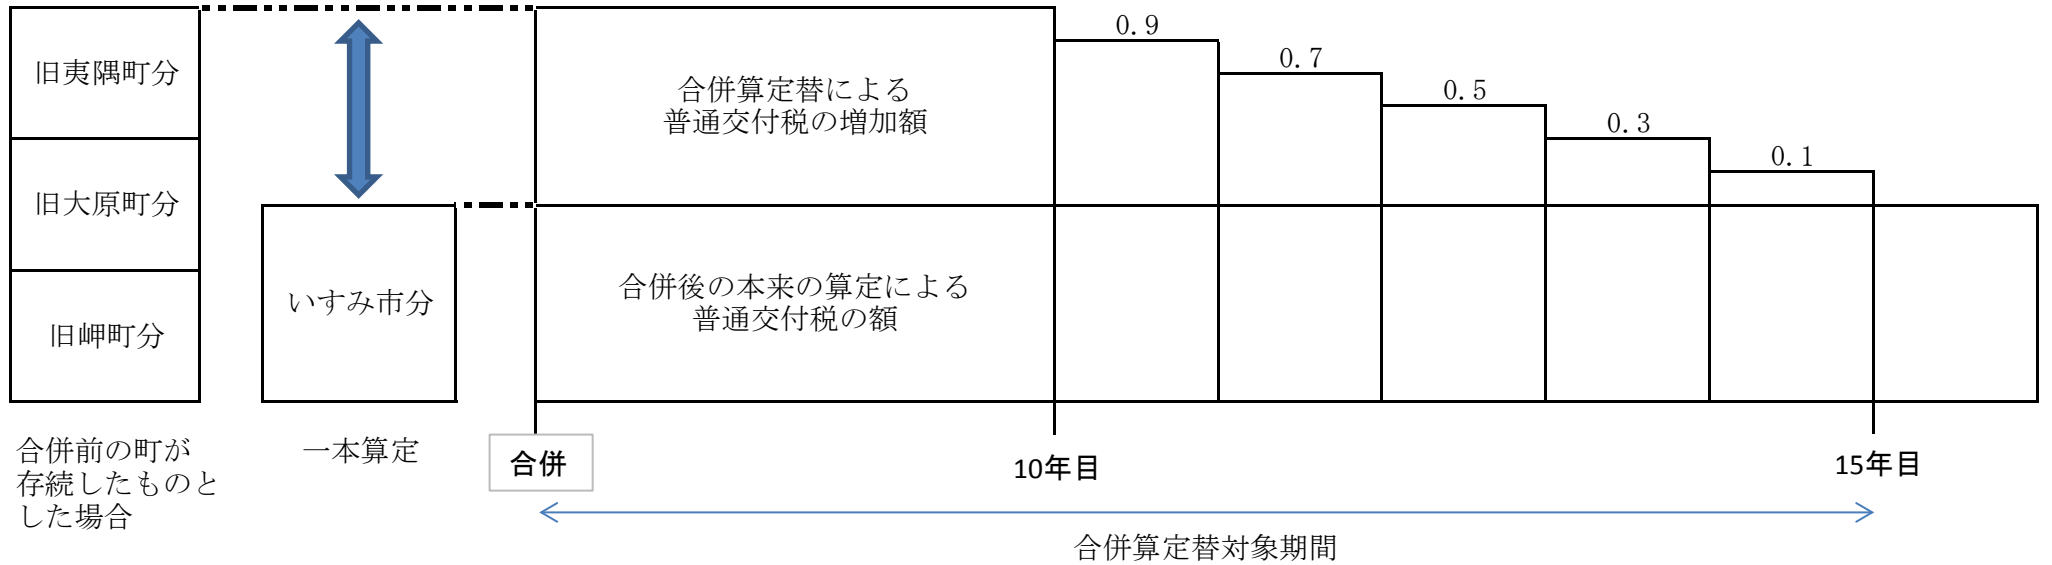 旧夷隅町分
旧大原町分
旧岬町分
合併前の町が
存続したものと
した場合
いすみ市分
一本算定
合併算定替による
普通交付税の増加額
合併後の本来の算定による
普通交付税の額
0.9
0.7
0.5
0.3
0.1
合併
10年目
15年目
合併算定替対象期間